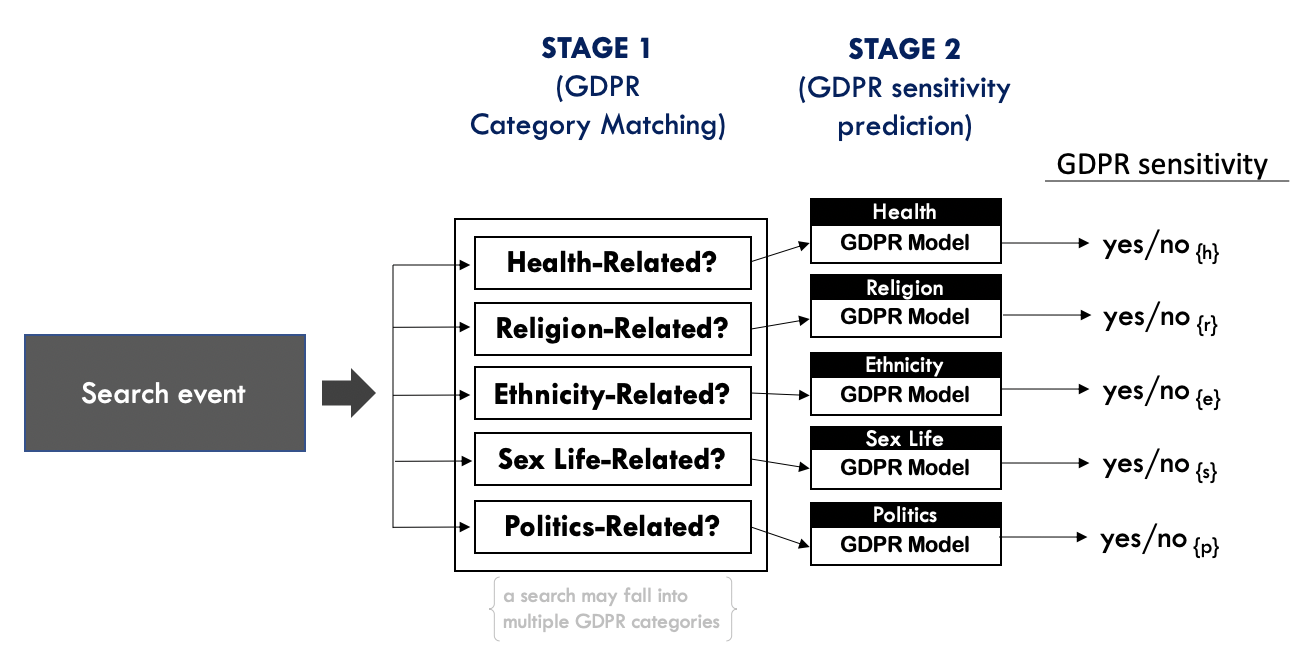 STAGE 1
(GDPR
Category Matching)
STAGE 2
(GDPR sensitivity
prediction)
GDPR sensitivity
Search event
Health-Related?
Religion-Related?
Ethnicity-Related?
Sex Life-Related?
Politics-Related?
a search may fall into
multiple GDPR categories
Health
GDPR Model
Religion
GDPR Model
Ethnicity
GDPR Model
Sex Life
GDPR Model
Politics
GDPR Model
yes/no {h}
yes/no {r}
yes/no {e}
yes/no {s}
yes/no {p}